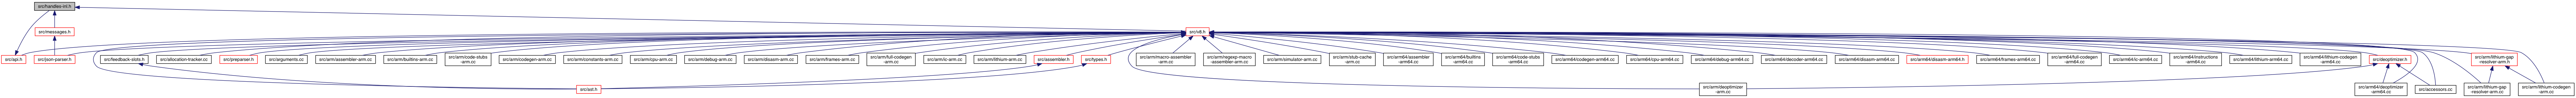 src/handles-inl.h
src/messages.h
src/v8.h
src/api.h
src/json-parser.h
src/feedback-slots.h
src/allocation-tracker.cc
src/preparser.h
src/arguments.cc
src/arm/assembler-arm.cc
src/arm/builtins-arm.cc
src/arm/code-stubs
-arm.cc
src/arm/codegen-arm.cc
src/arm/constants-arm.cc
src/arm/cpu-arm.cc
src/arm/debug-arm.cc
src/arm/disasm-arm.cc
src/arm/frames-arm.cc
src/arm/full-codegen
-arm.cc
src/arm/ic-arm.cc
src/arm/lithium-arm.cc
src/assembler.h
src/types.h
src/arm/macro-assembler
-arm.cc
src/arm/regexp-macro
-assembler-arm.cc
src/arm/simulator-arm.cc
src/arm/stub-cache
-arm.cc
src/arm64/assembler
-arm64.cc
src/arm64/builtins
-arm64.cc
src/arm64/code-stubs
-arm64.cc
src/arm64/codegen-arm64.cc
src/arm64/cpu-arm64.cc
src/arm64/debug-arm64.cc
src/arm64/decoder-arm64.cc
src/arm64/disasm-arm64.cc
src/arm64/disasm-arm64.h
src/arm64/frames-arm64.cc
src/arm64/full-codegen
-arm64.cc
src/arm64/ic-arm64.cc
src/arm64/instructions
-arm64.cc
src/arm64/lithium-arm64.cc
src/arm64/lithium-codegen
-arm64.cc
src/deoptimizer.h
src/arm/lithium-gap
-resolver-arm.h
src/ast.h
src/arm/deoptimizer
-arm.cc
src/arm64/deoptimizer
-arm64.cc
src/accessors.cc
src/arm/lithium-gap
-resolver-arm.cc
src/arm/lithium-codegen
-arm.cc